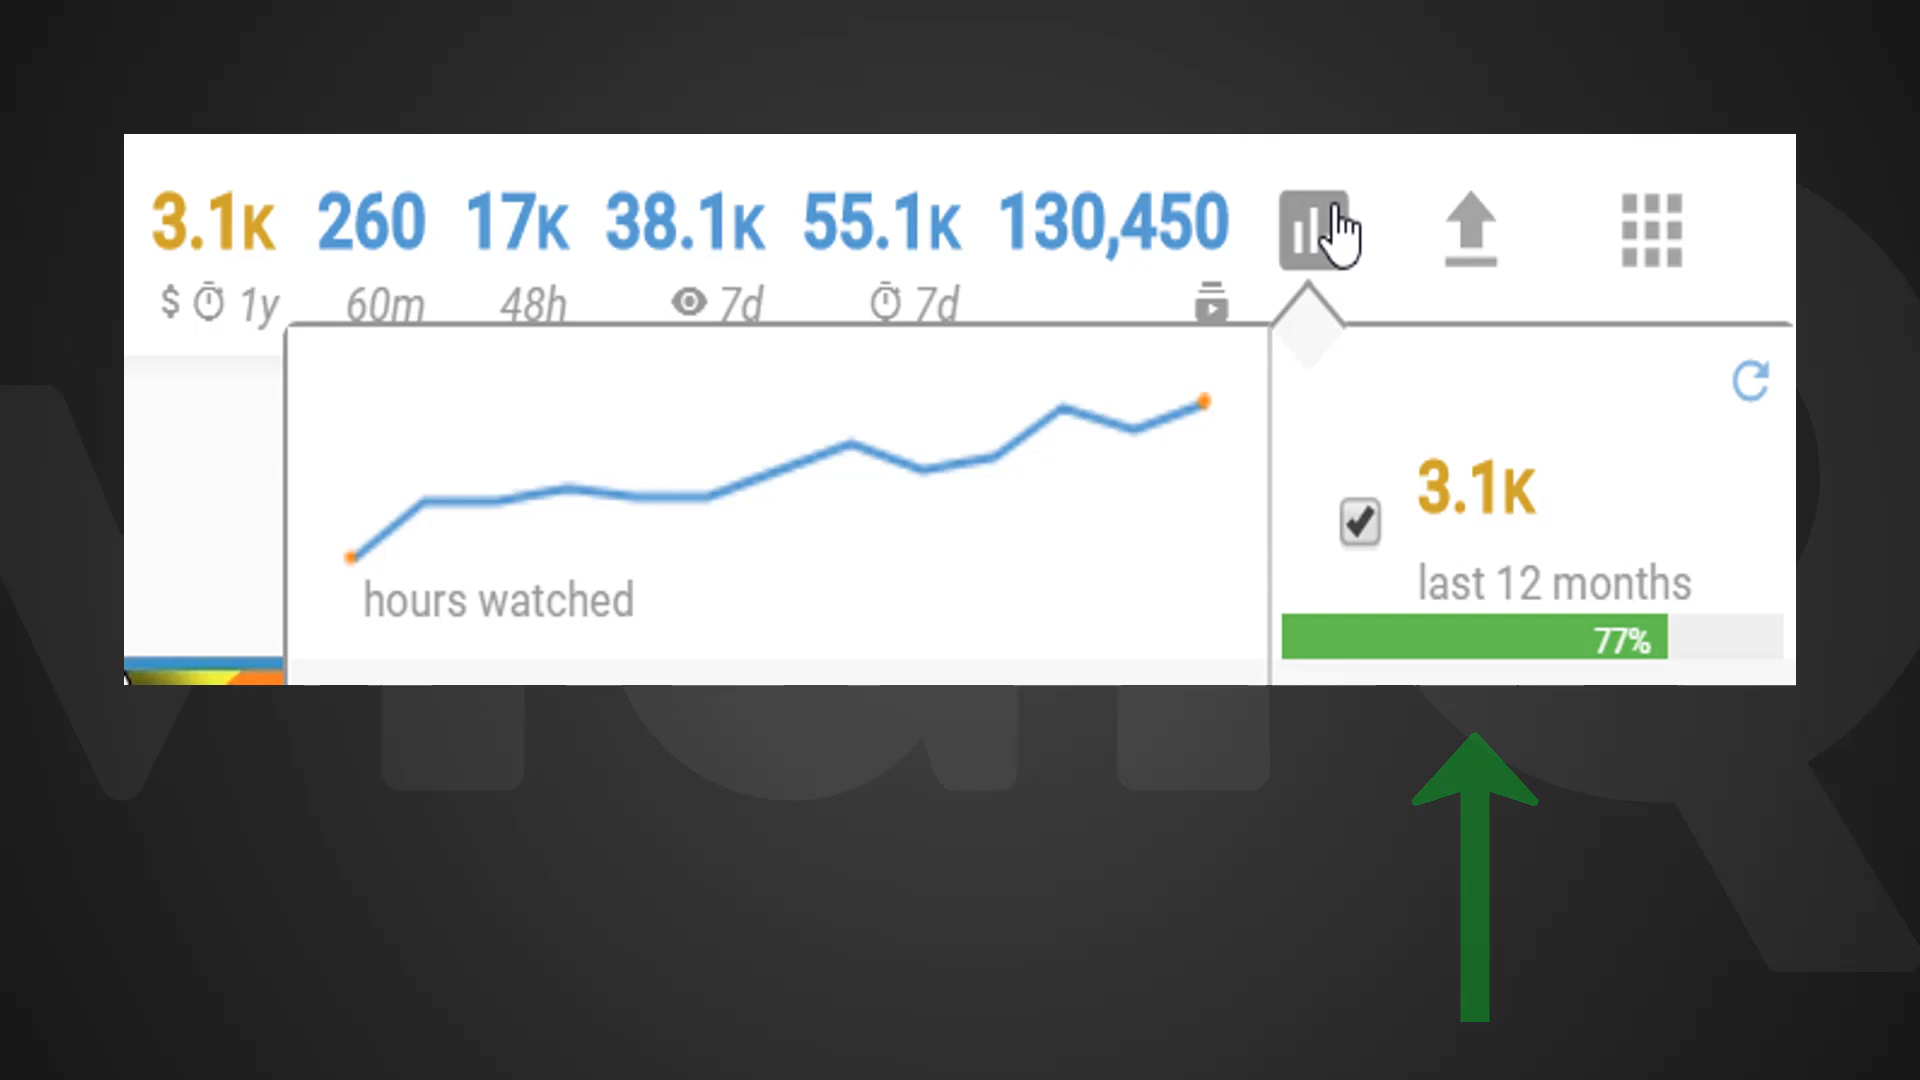 3.1K 260 17K 38.1K 55.1K 130,450
$ 1y 60m 48h 7d 7d
3.1K
hours watched
last 12 months
77%